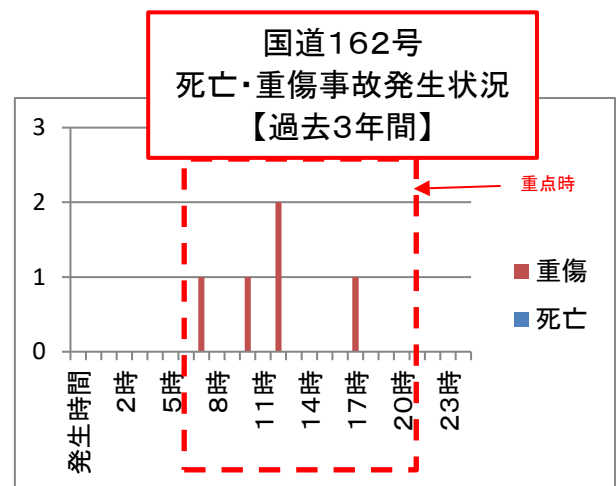 国道162号
死亡・重傷事故発生状況
【過去3年間】
重点時
3
2
1
0
重傷
死亡
発生時間
2時
5時
8時
11時
14時
17時
20時
23時